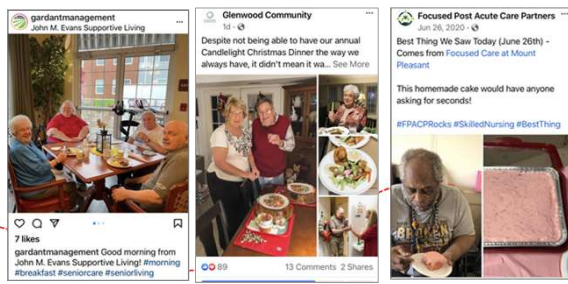 gardantmanagement
John M. Evans Supportive Living
7 likes
gardantmanagement Good morning from
John M. Evans Supportive Living! #morning
#breakfast #seniorcare #seniorliving
Glenwood Community
1d ·
Despite not being able to have our annual
Candlelight Christmas Dinner the way we
always have, it didn't mean it wa... See More
89
13 Comments 2 Shares
Focused Post Acute Care Partners
Jun 26, 2020 ·
Best Thing We Saw Today (June 26th) -
Comes from Focused Care at Mount
Pleasant
This homemade cake would have anyone
asking for seconds!
#FPACPRocks #SkilledNursing #BestThing
BROKEN